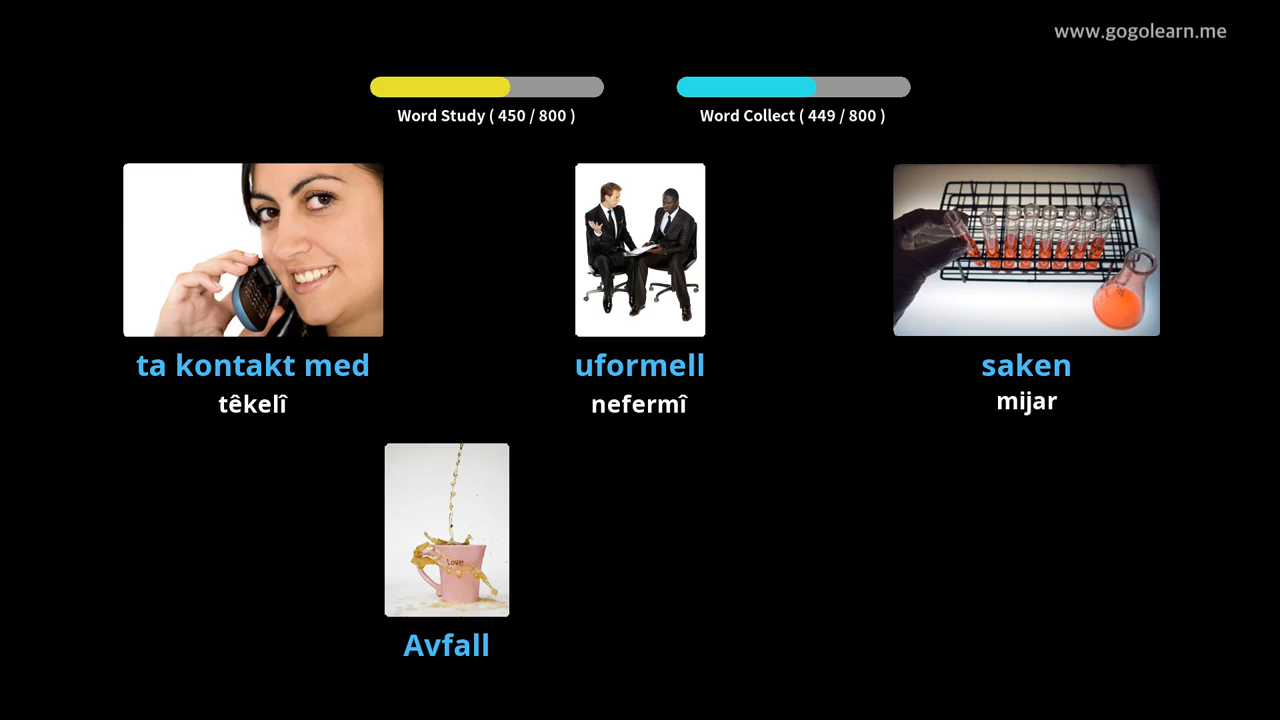 www.gogolearn.me
Word Study ( 450 / 800 )
Word Collect ( 449 / 800 )
ta kontakt med
têkelî
uformell
nefermî
saken
mijar
love
Avfall